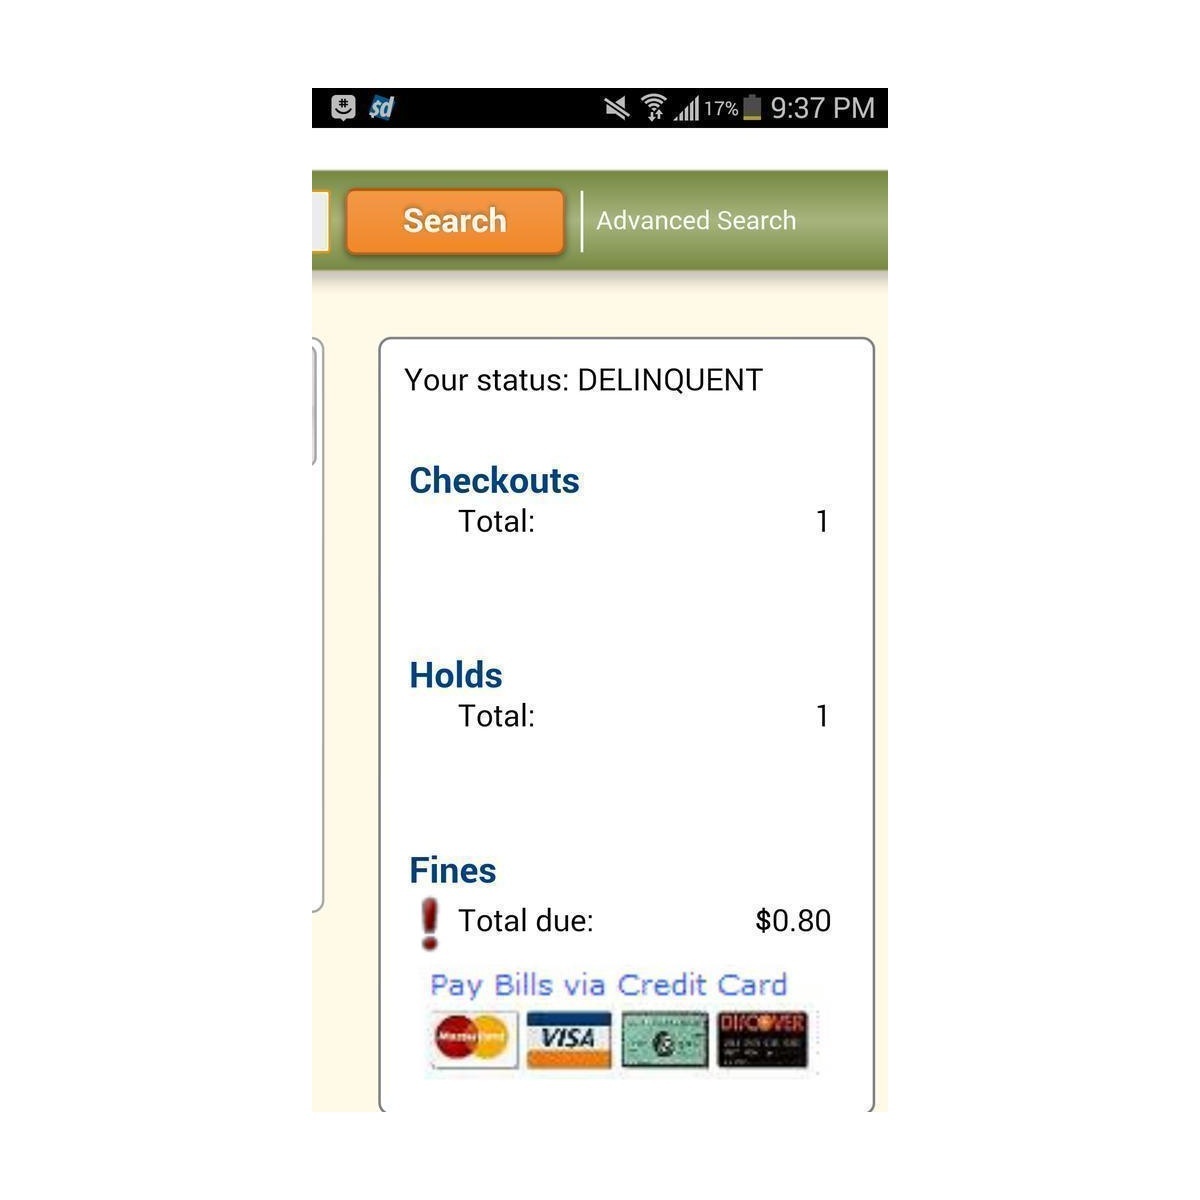 17% 9:37 PM
Search Advanced Search
Your status: DELINQUENT
Checkouts
Total: 1
Holds
Total: 1
Fines
Total due: $0.80
Pay Bills via Credit Card
MasterCard VISA DISCOVER